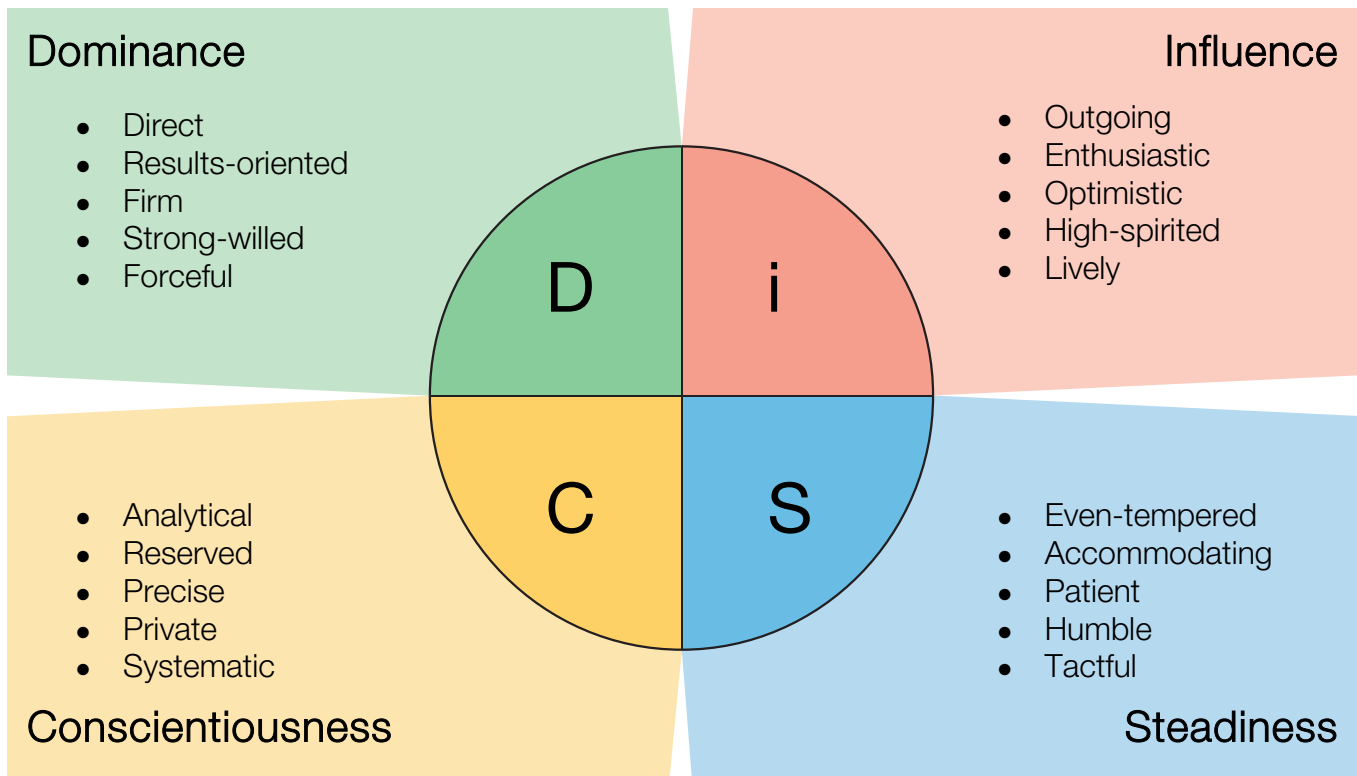 Dominance
● Direct
● Results-oriented
● Firm
● Strong-willed
● Forceful
Influence
● Outgoing
● Enthusiastic
● Optimistic
● High-spirited
● Lively
D
i
C
S
● Analytical
● Reserved
● Precise
● Private
● Systematic
Conscientiousness
● Even-tempered
● Accommodating
● Patient
● Humble
● Tactful
Steadiness